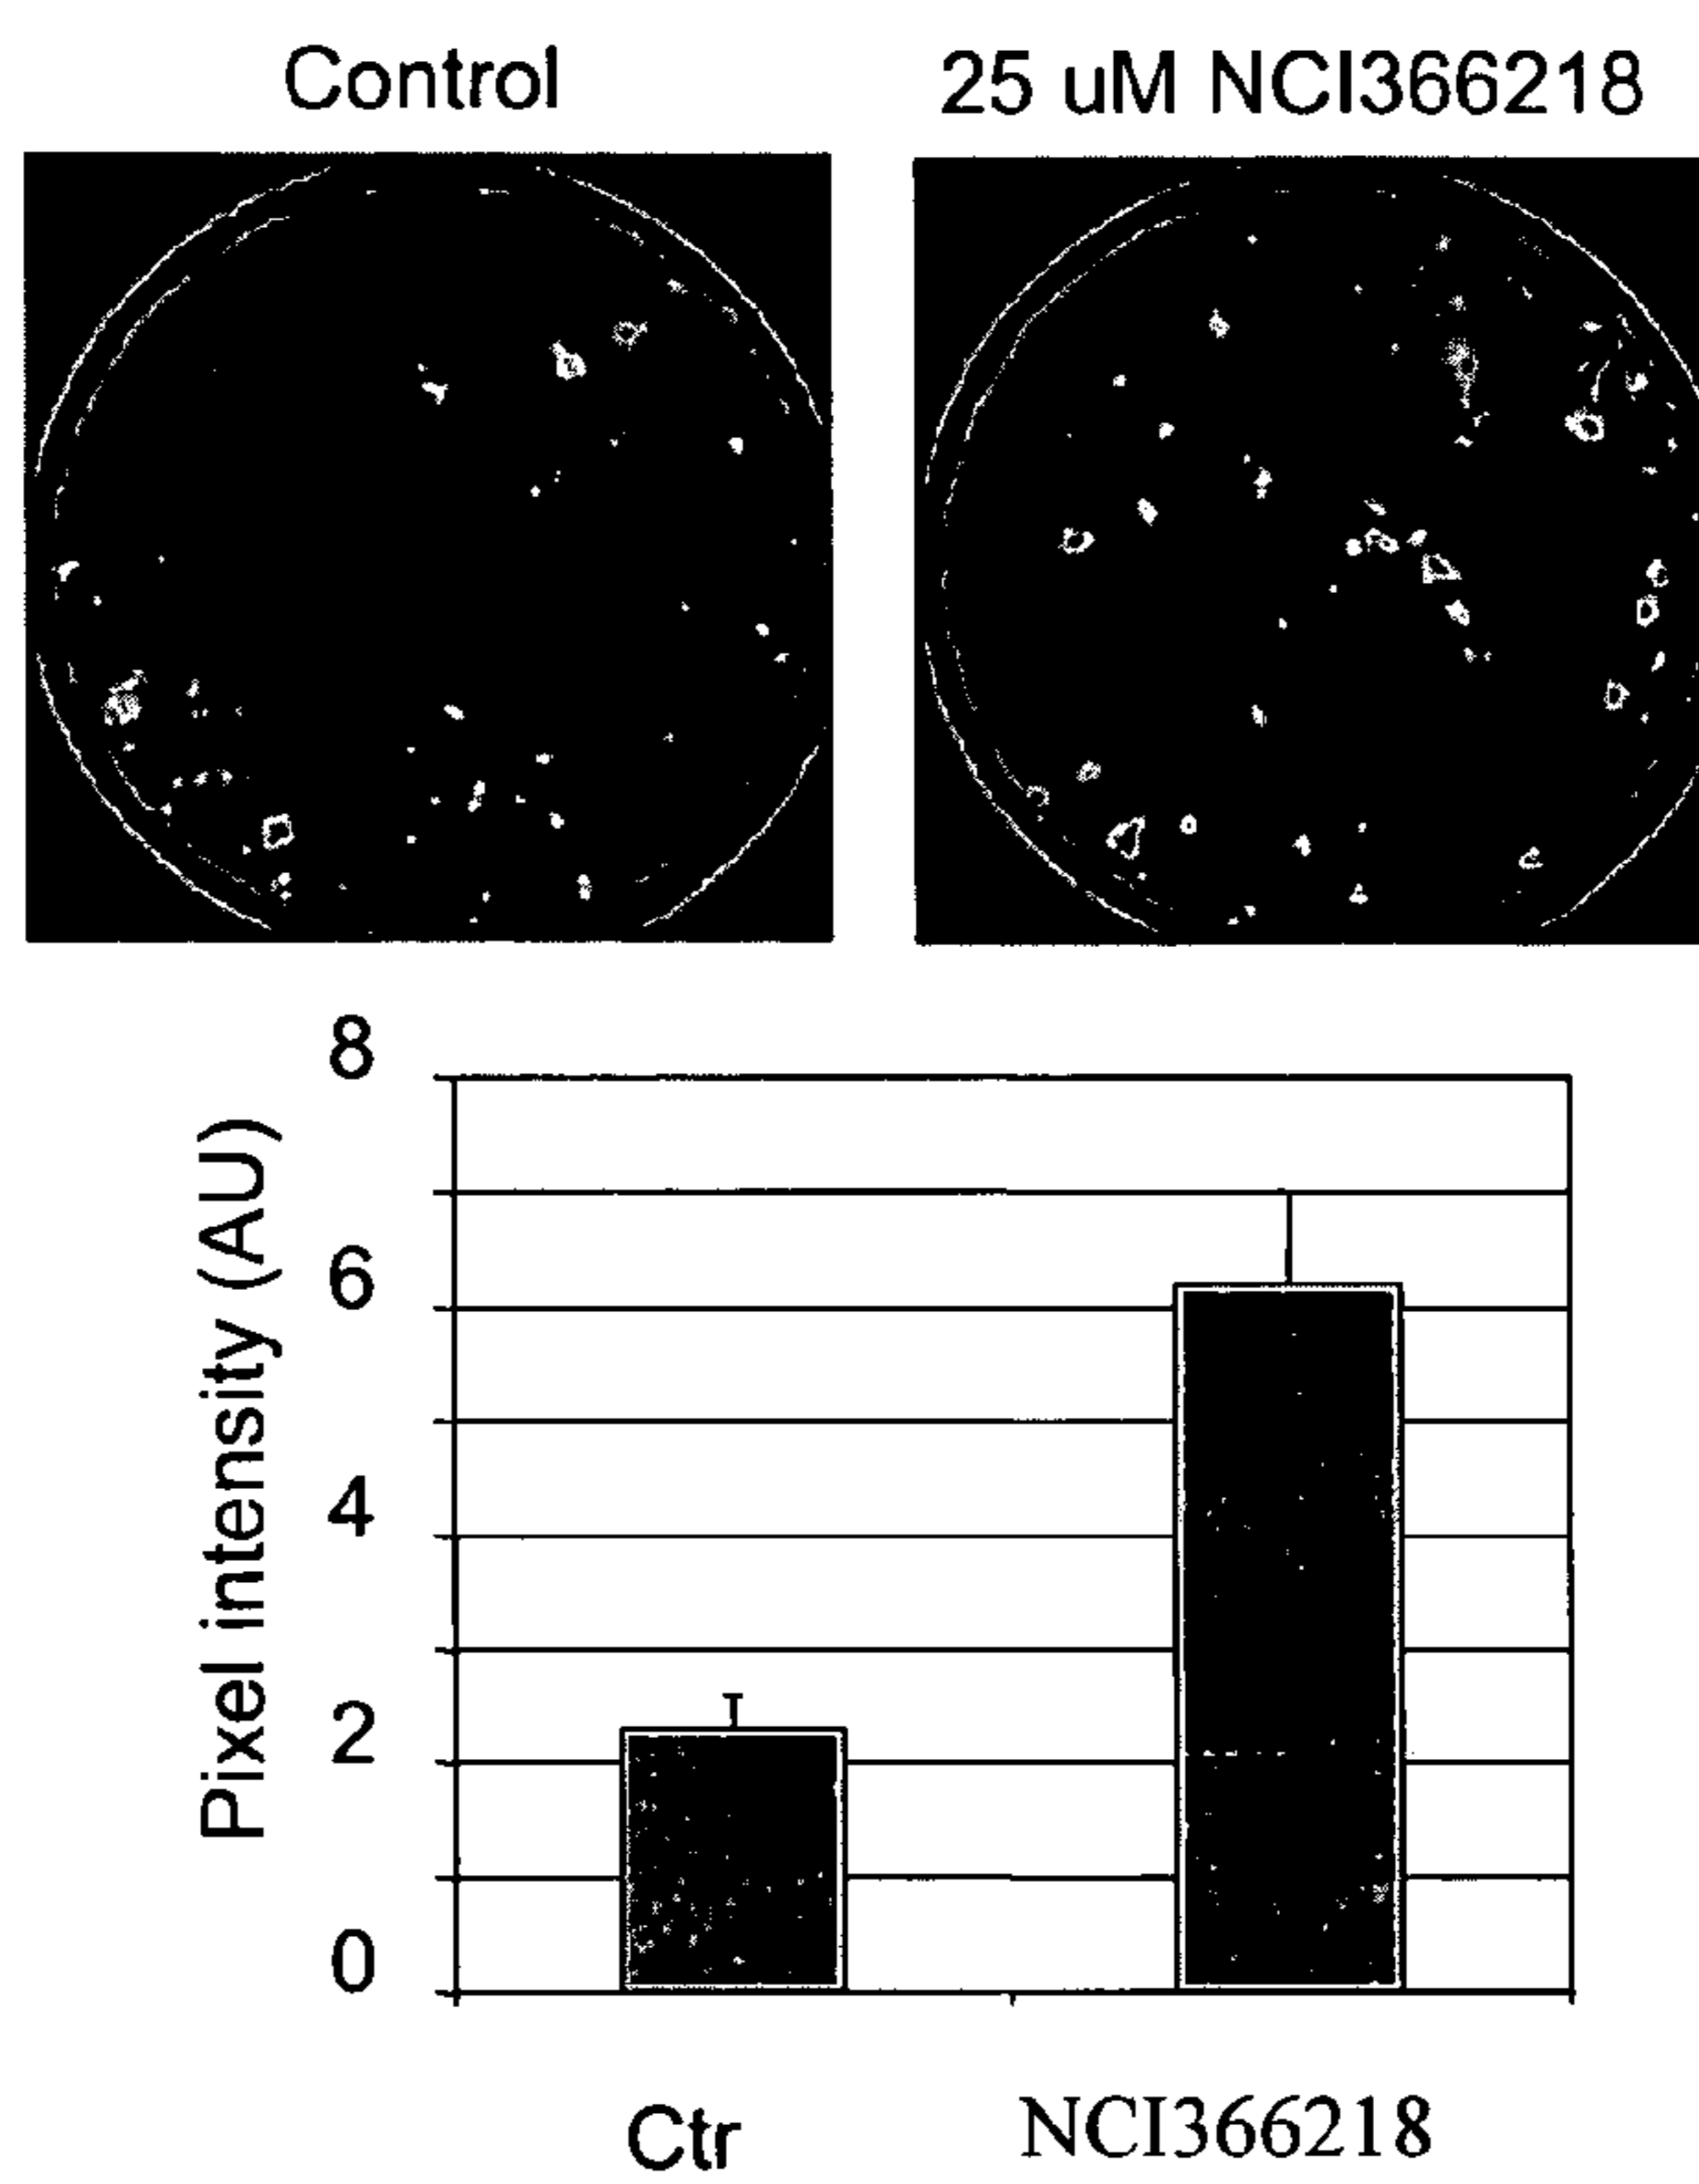 Control
25 uM NCI366218
8
6
4
2
0
Pixel intensity (AU)
Ctr
NCI366218